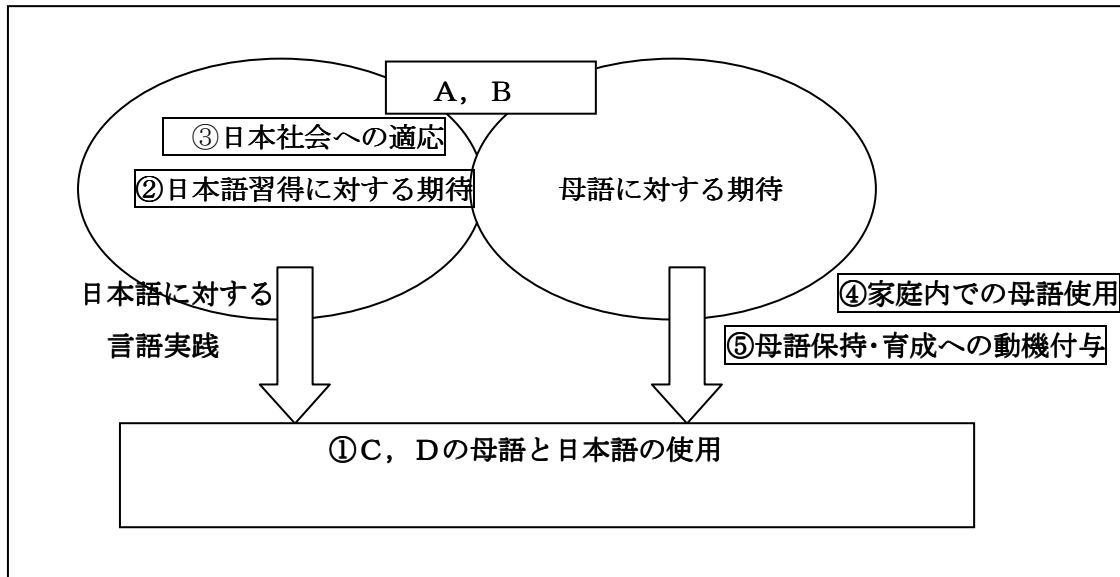 A，B
③日本社会への適応
②日本語習得に対する期待
母語に対する期待
日本語に対する
言語実践
④家庭内での母語使用
⑤母語保持・育成への動機付与
①C，Dの母語と日本語の使用